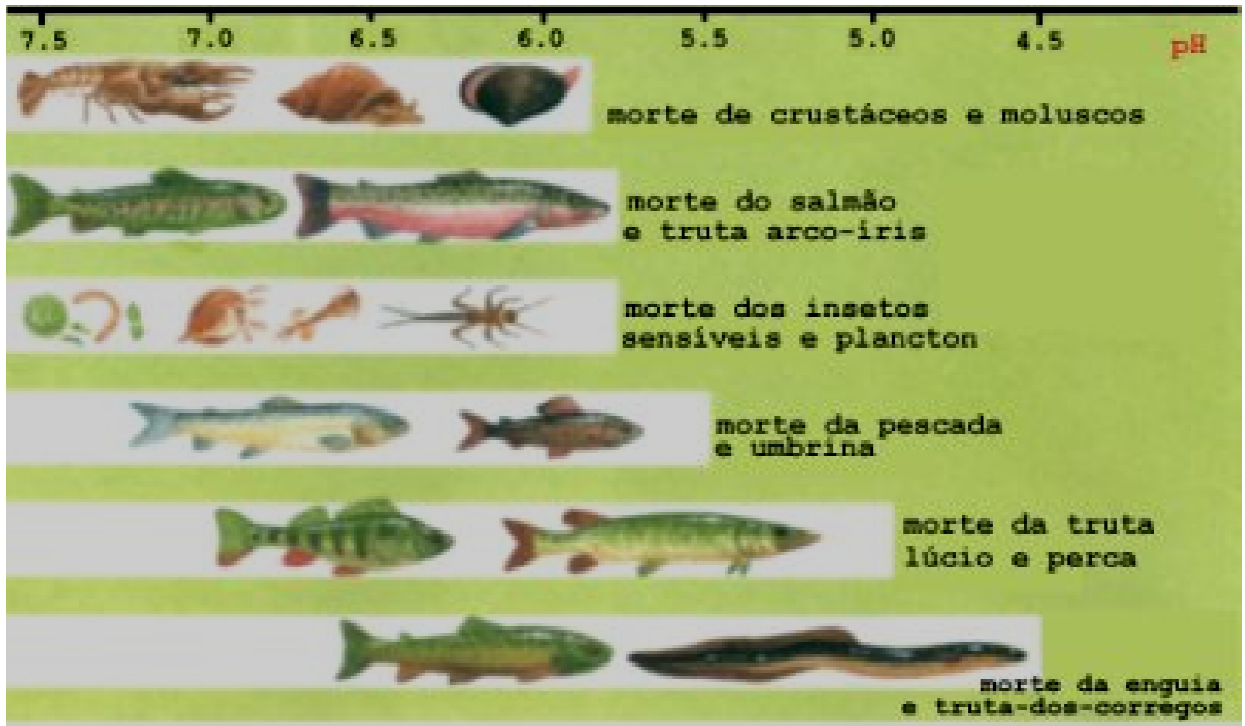 7.5 7.0 6.5 6.0 5.5 5.0 4.5 pH
morte de crustáceos e moluscos
morte do salmão
e truta arco-íris
morte dos insetos
sensíveis e plancton
morte da pescada
e umbrina
morte da truta
lúcio e perca
morte da enguia
e truta-dos-corregos